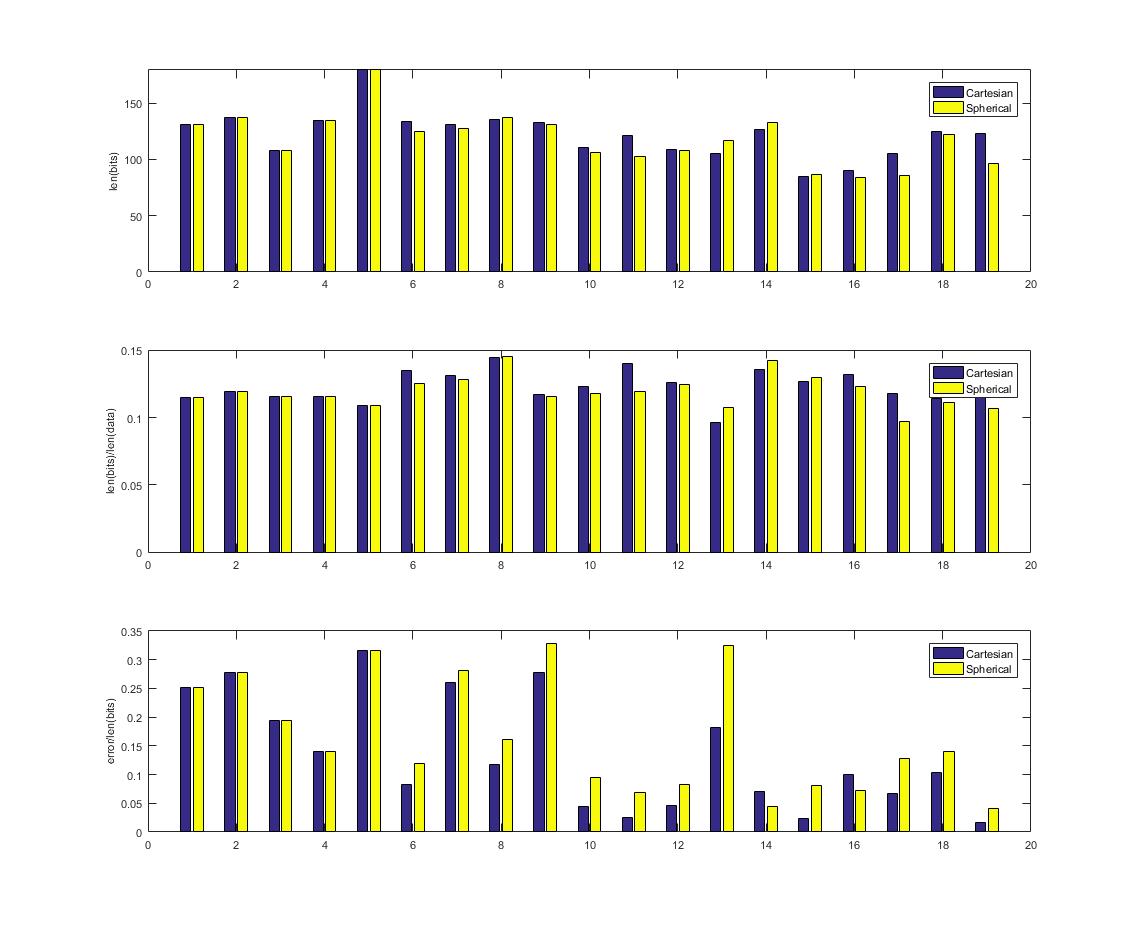 150
100
50
0
len(bits)
Cartesian
Spherical
0 2 4 6 8 10 12 14 16 18 20
0.15
0.1
0.05
0
len(bits)/len(data)
Cartesian
Spherical
0 2 4 6 8 10 12 14 16 18 20
0.35
0.3
0.25
0.2
0.15
0.1
0.05
0
error/len(bits)
Cartesian
Spherical
0 2 4 6 8 10 12 14 16 18 20